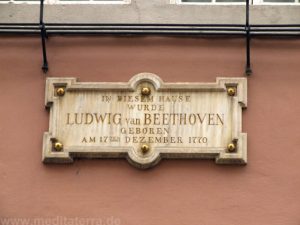 IN DIESEM HAUSE
WURDE
LUDWIG van BEETHOVEN
GEBOREN
AM 17ten DEZEMBER 1770
www.meditaterra.de